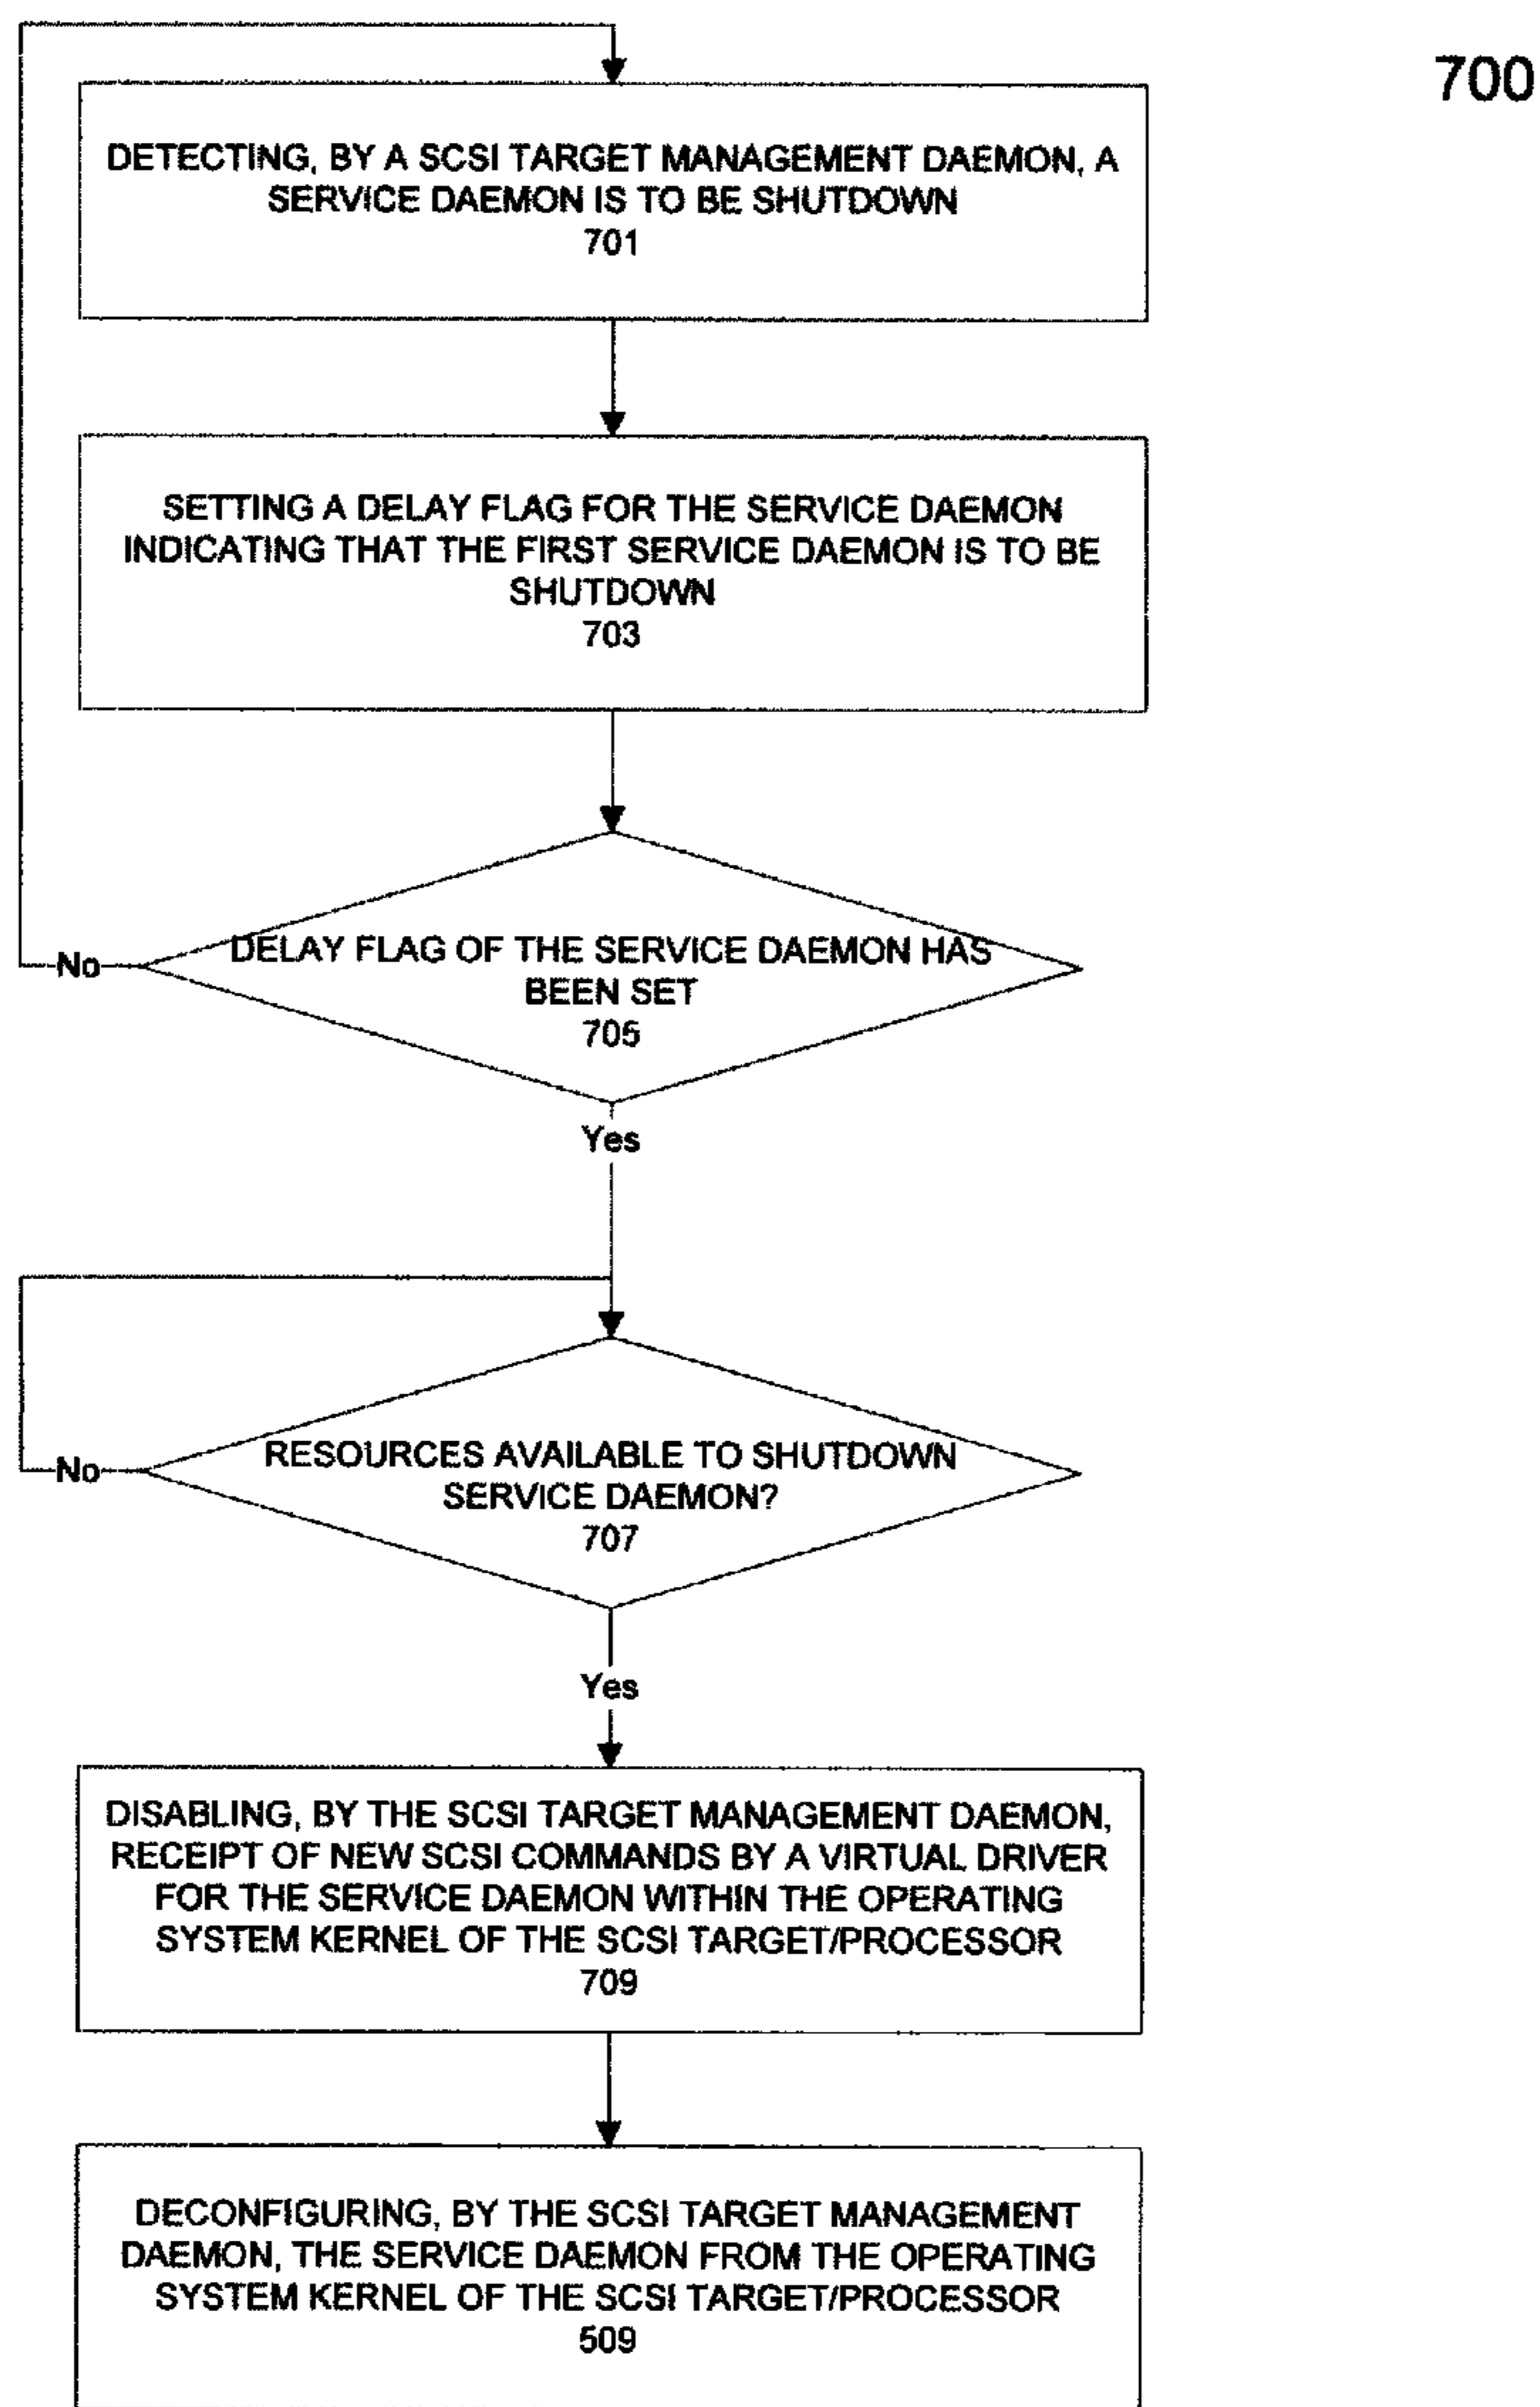 700
DETECTING, BY A SCSI TARGET MANAGEMENT DAEMON, A
SERVICE DAEMON IS TO BE SHUTDOWN
701
SETTING A DELAY FLAG FOR THE SERVICE DAEMON
INDICATING THAT THE FIRST SERVICE DAEMON IS TO BE
SHUTDOWN
703
DELAY FLAG OF THE SERVICE DAEMON HAS
BEEN SET
705
No
Yes
RESOURCES AVAILABLE TO SHUTDOWN
SERVICE DAEMON?
707
No
Yes
DISABLING, BY THE SCSI TARGET MANAGEMENT DAEMON,
RECEIPT OF NEW SCSI COMMANDS BY A VIRTUAL DRIVER
FOR THE SERVICE DAEMON WITHIN THE OPERATING
SYSTEM KERNEL OF THE SCSI TARGET/PROCESSOR
709
DECONFIGURING, BY THE SCSI TARGET MANAGEMENT
DAEMON, THE SERVICE DAEMON FROM THE OPERATING
SYSTEM KERNEL OF THE SCSI TARGET/PROCESSOR
509